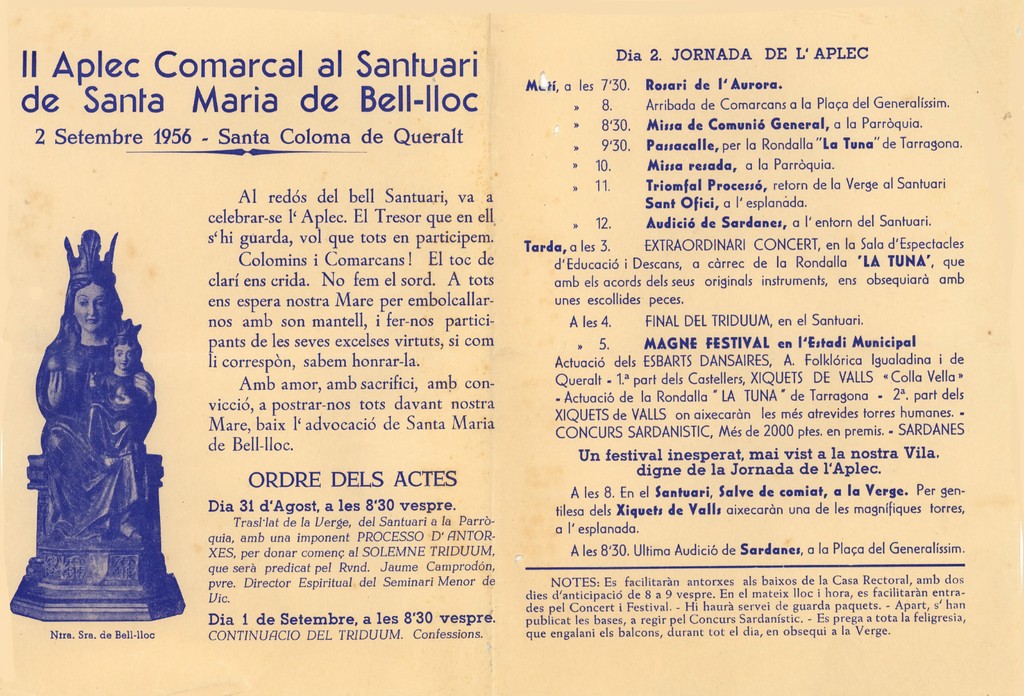 II Aplec Comarcal al Santuari
de Santa Maria de Bell-lloc
2 Setembre 1956 - Santa Coloma de Queralt
Al redós del bell Santuari, va a
celebrar-se l'Aplec. El Tresor que en ell
s'hi guarda, vol que tots en participem.
Colomins i Comarcans! El toc de
clarí ens crida. No fem el sord. A tots
ens espera nostra Mare per embolcallar-
nos amb son mantell, i fer-nos partici-
pants de les seves excelses virtuts, si com
li correspòn, sabem honrar-la.
Amb amor, amb sacrifici, amb con-
vicció, a postrar-nos tots davant nostra
Mare, baix l'advocació de Santa Maria
de Bell-lloc.
Ntra. Sra. de Bell-lloc
ORDRE DELS ACTES
Dia 31 d'Agost, a les 8'30 vespre.
Trasl·lat de la Verge, del Santuari a la Parrò-
quia, amb una imponent PROCESSO D'ANTOR-
XES, per donar començ al SOLEMNE TRIDUUM,
que serà predicat pel Rvnd. Jaume Camprodón,
pvre. Director Espiritual del Seminari Menor de
Vic.
Dia 1 de Setembre, a les 8'30 vespre.
CONTINUACIO DEL TRIDUUM. Confessions.
Dia 2. JORNADA DE L'APLEC
Matí, a les 7'30. Rosari de l'Aurora.
» 8. Arribada de Comarcans a la Plaça del Generalíssim.
» 8'30. Missa de Comunió General, a la Parròquia.
» 9'30. Passacalle, per la Rondalla "La Tuna" de Tarragona.
» 10. Missa resada, a la Parròquia.
» 11. Triomfal Processó, retorn de la Verge al Santuari
Sant Ofici, a l'esplanàda.
» 12. Audició de Sardanes, a l'entorn del Santuari.
Tarda, a les 3. EXTRAORDINARI CONCERT, en la Sala d'Espectacles
d'Educació i Descans, a càrrec de la Rondalla 'LA TUNA', que
amb els acords dels seus originals instruments, ens obsequiarà amb
unes escollides peces.
A les 4. FINAL DEL TRIDUUM, en el Santuari.
» 5. MAGNE FESTIVAL en l'Estadi Municipal
Actuació dels ESBARTS DANSAIRES, A. Folklórica Igualadina i de
Queralt - 1.ª part dels Castellers, XIQUETS DE VALLS «Colla Vella»
- Actuació de la Rondalla "LA TUNA" de Tarragona - 2ª. part dels
XIQUETS de VALLS on aixecaràn les més atrevides torres humanes. -
CONCURS SARDANISTIC, Més de 2000 ptes. en premis. - SARDANES
Un festival inesperat, mai vist a la nostra Vila,
digne de la Jornada de l'Aplec.
A les 8. En el Santuari, Salve de comiat, a la Verge. Per gen-
tilesa dels Xiquets de Valls aixecaràn una de les magnífiques torres,
a l'esplanada.
A les 8'30. Ultima Audició de Sardanes, a la Plaça del Generalíssim.
NOTES: Es facilitaràn antorxes als baixos de la Casa Rectoral, amb dos
dies d'anticipació de 8 a 9 vespre. En el mateix lloc i hora, es facilitaràn entra-
des pel Concert i Festival. - Hi haurà servei de guarda paquets. - Apart, s'han
publicat les bases, a regir pel Concurs Sardanístic. - Es prega a tota la feligresia,
que engalani els balcons, durant tot el dia, en obsequi a la Verge.